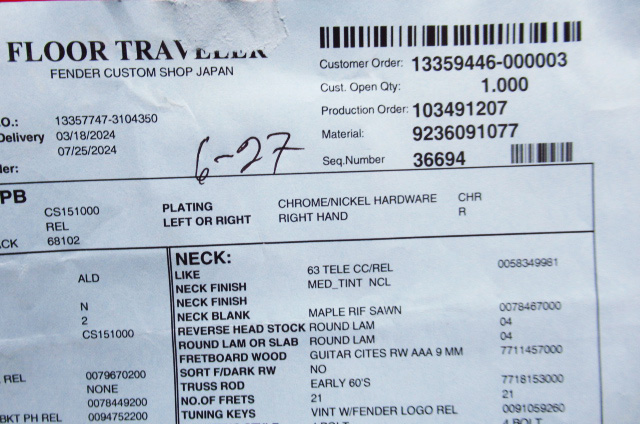 FLOOR TRAVELER
FENDER CUSTOM SHOP JAPAN
Customer Order: 13359446-000003
Cust. Open Qty: 1.000
Production Order: 103491207
Material: 9236091077
Seq.Number 36694
O.: 13357747-3104350
Delivery 03/18/2024
07/25/2024
er:
6-27
PB
CS151000
REL
ACK 68102
PLATING CHROME/NICKEL HARDWARE CHR
LEFT OR RIGHT RIGHT HAND R
ALD
N
2
CS151000
REL 0079670200
NONE
0078449200
BKT PH REL 0094752200
NECK:
LIKE 63 TELE CC/REL 0058349981
NECK FINISH MED_TINT NCL
NECK FINISH
NECK BLANK MAPLE RIF SAWN 0078467000
REVERSE HEAD STOCK ROUND LAM 04
ROUND LAM OR SLAB ROUND LAM 04
FRETBOARD WOOD GUITAR CITES RW AAA 9 MM 7711457000
SORT F/DARK RW NO
TRUSS ROD EARLY 60'S 7718153000
NO.OF FRETS 21 21
TUNING KEYS VINT W/FENDER LOGO REL 0091059260
4 BOLT 4 BOLT